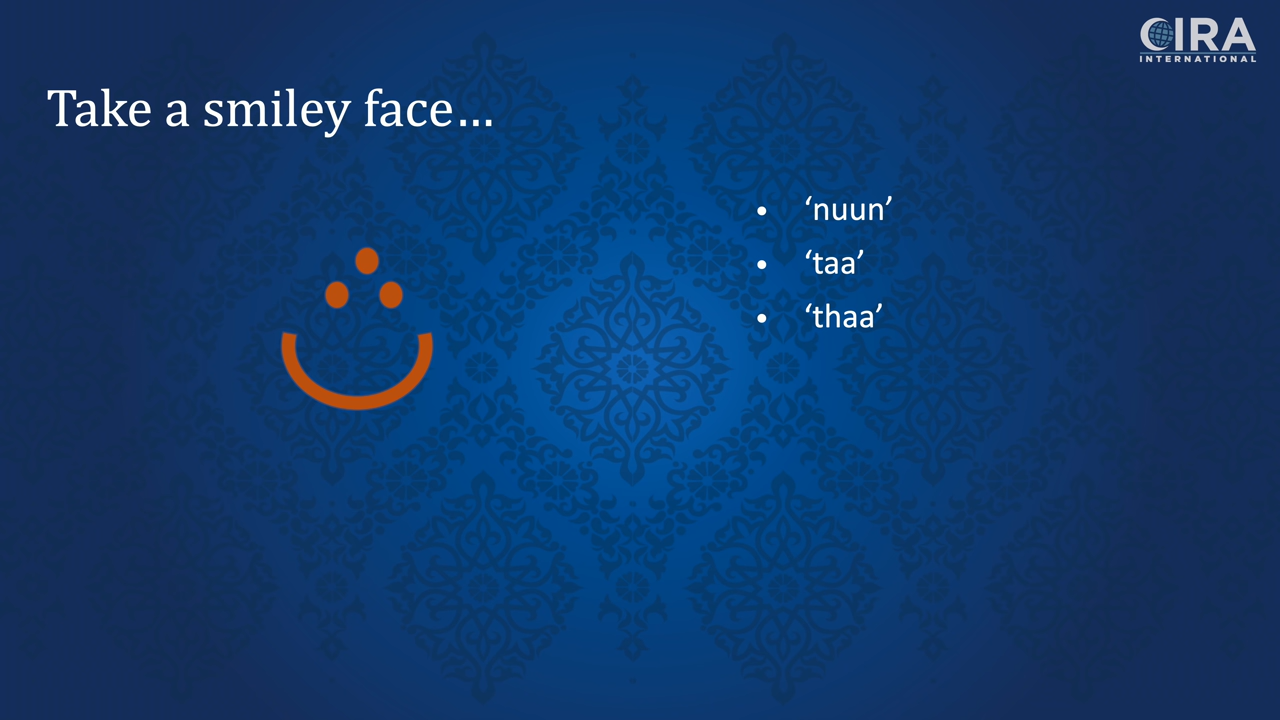 CIRA
INTERNATIONAL
Take a smiley face…
• ‘nuun’
• ‘taa’
• ‘thaa’